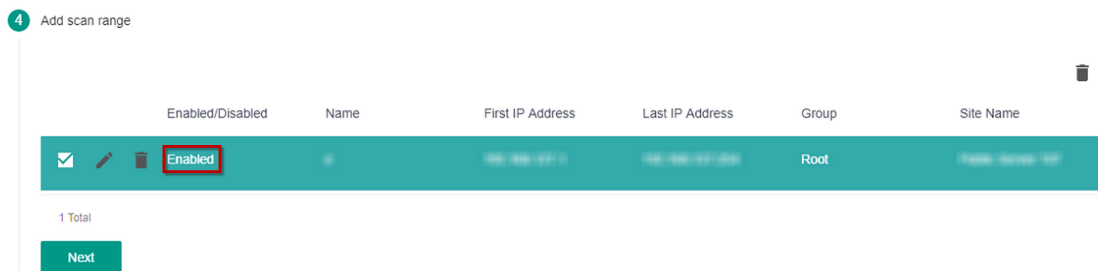 4 Add scan range
Enabled/Disabled Name First IP Address Last IP Address Group Site Name
Enabled Root
1 Total
Next